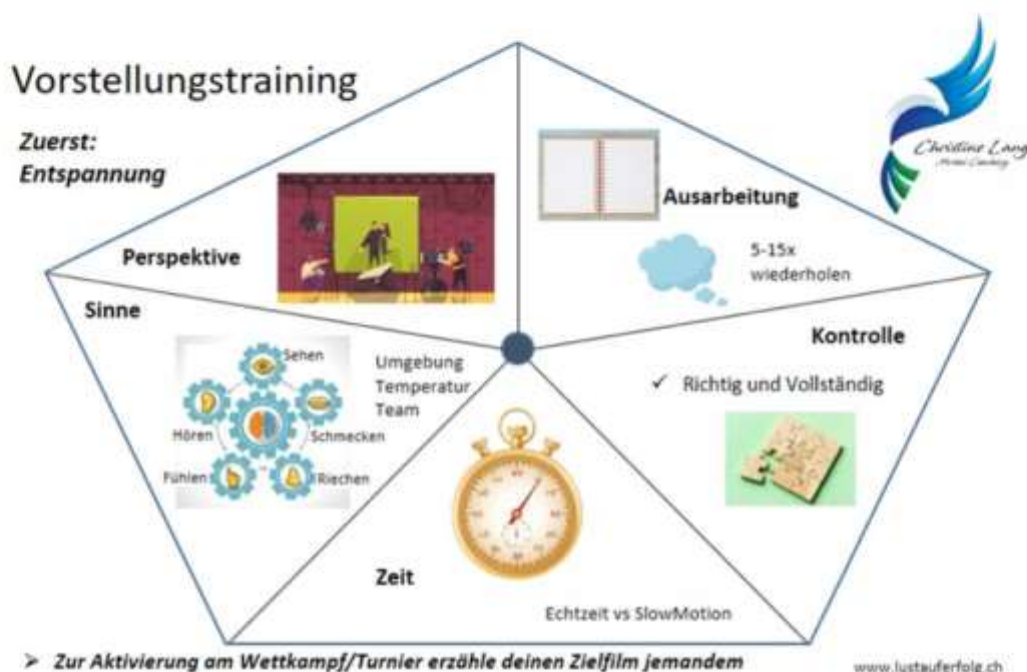 Vorstellungstraining
Zuerst:
Entspannung
Perspektive
Ausarbeitung
5-15x
wiederholen
Christine Lang
Mental Coaching
Sinne
Sehen
Hören
Schmecken
Fühlen
Riechen
Umgebung
Temperatur
Team
Kontrolle
✓ Richtig und Vollständig
Zeit
Echtzeit vs SlowMotion
➢ Zur Aktivierung am Wettkampf/Turnier erzähle deinen Zielfilm jemandem
www.lustauferfolg.ch